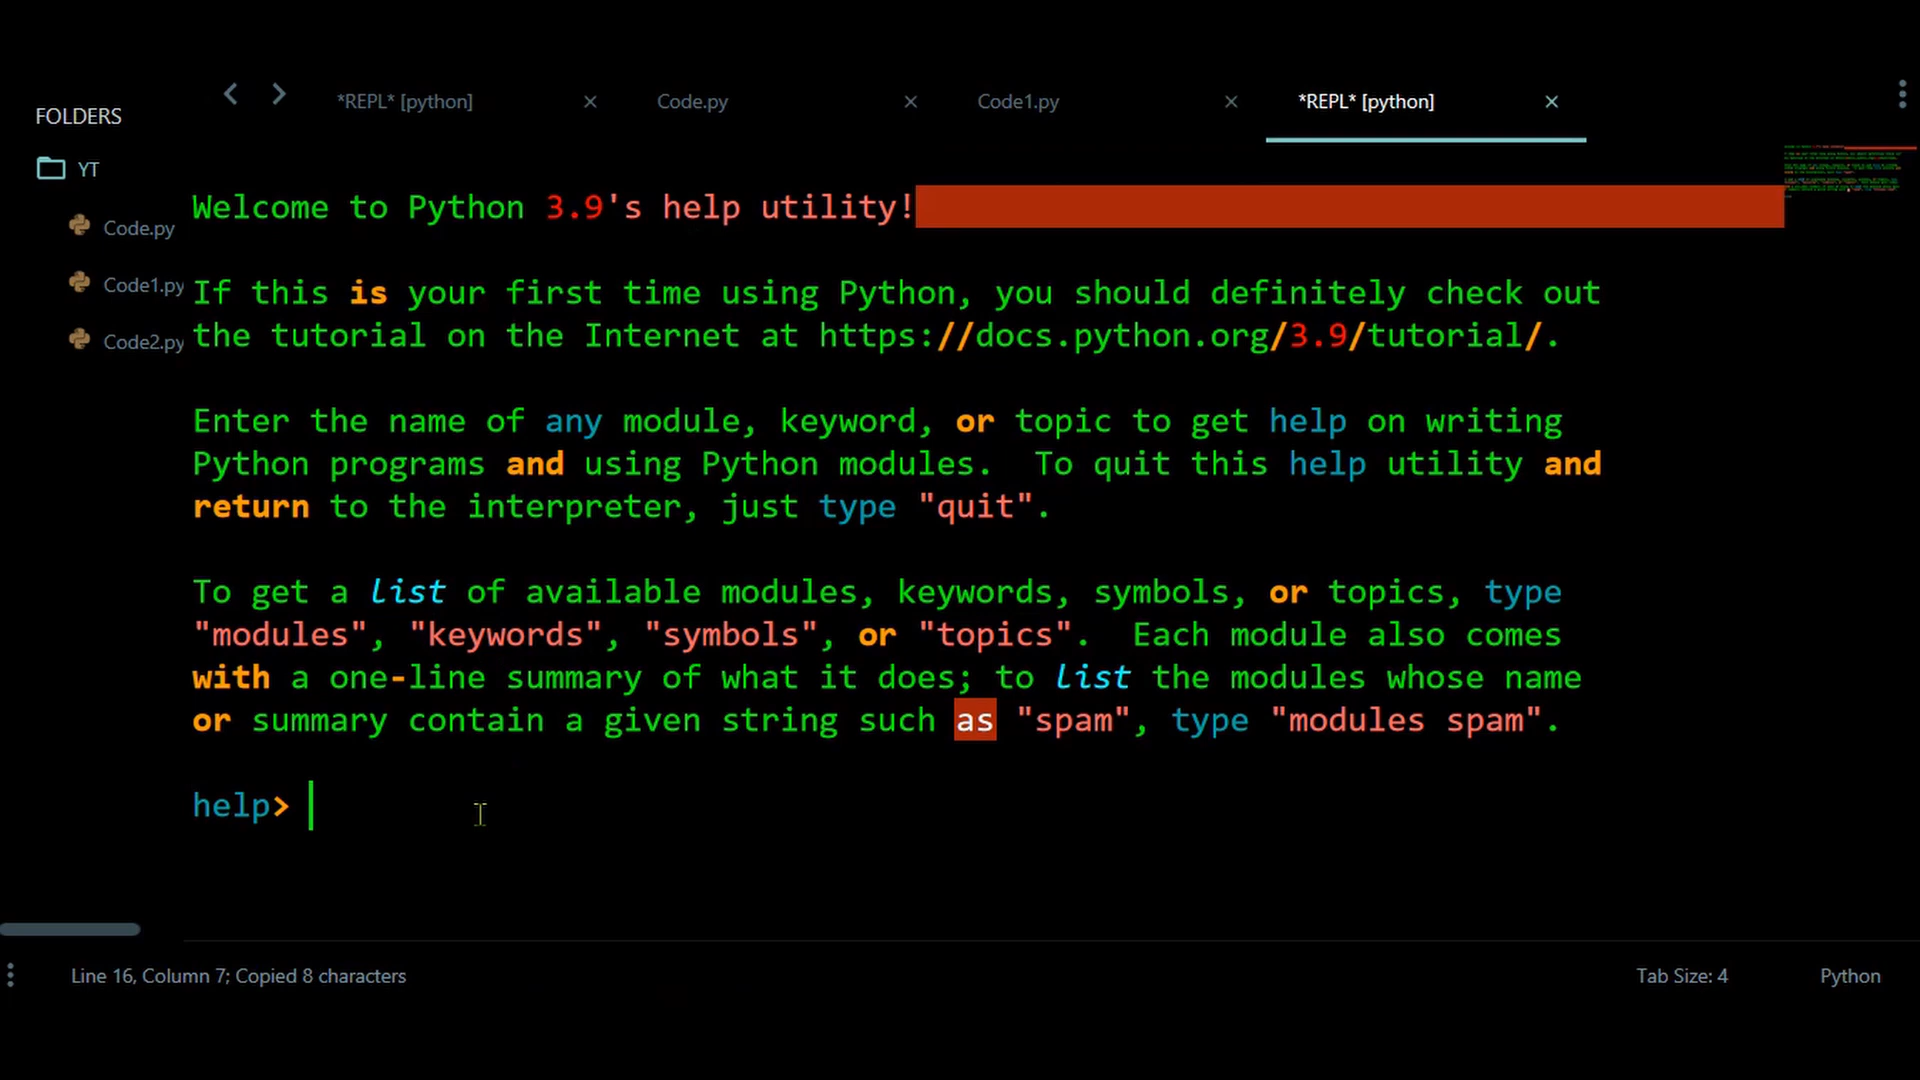 *REPL* [python]
Code.py
Code1.py
*REPL* [python]
FOLDERS
YT
Code.py
Code1.py
Code2.py
Welcome to Python 3.9's help utility!
If this is your first time using Python, you should definitely check out
the tutorial on the Internet at https://docs.python.org/3.9/tutorial/.
Enter the name of any module, keyword, or topic to get help on writing
Python programs and using Python modules.  To quit this help utility and
return to the interpreter, just type "quit".
To get a list of available modules, keywords, symbols, or topics, type
"modules", "keywords", "symbols", or "topics".  Each module also comes
with a one-line summary of what it does; to list the modules whose name
or summary contain a given string such as "spam", type "modules spam".
help>
Line 16, Column 7; Copied 8 characters
Tab Size: 4
Python